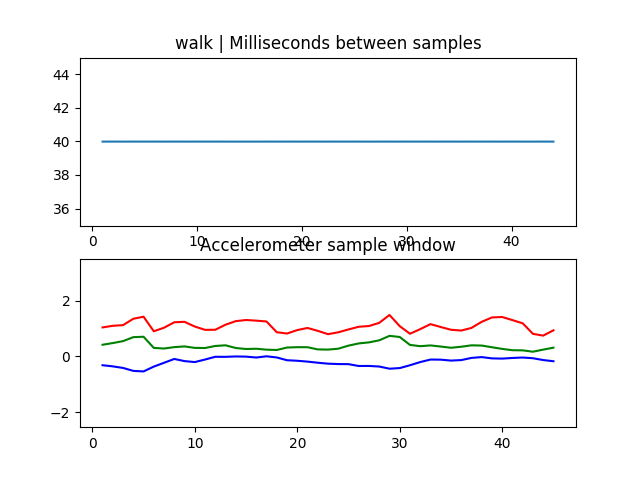 walk | Milliseconds between samples
44
42
40
38
36
0 10 20 30 40
Accelerometer sample window
2
0
−2
0 10 20 30 40